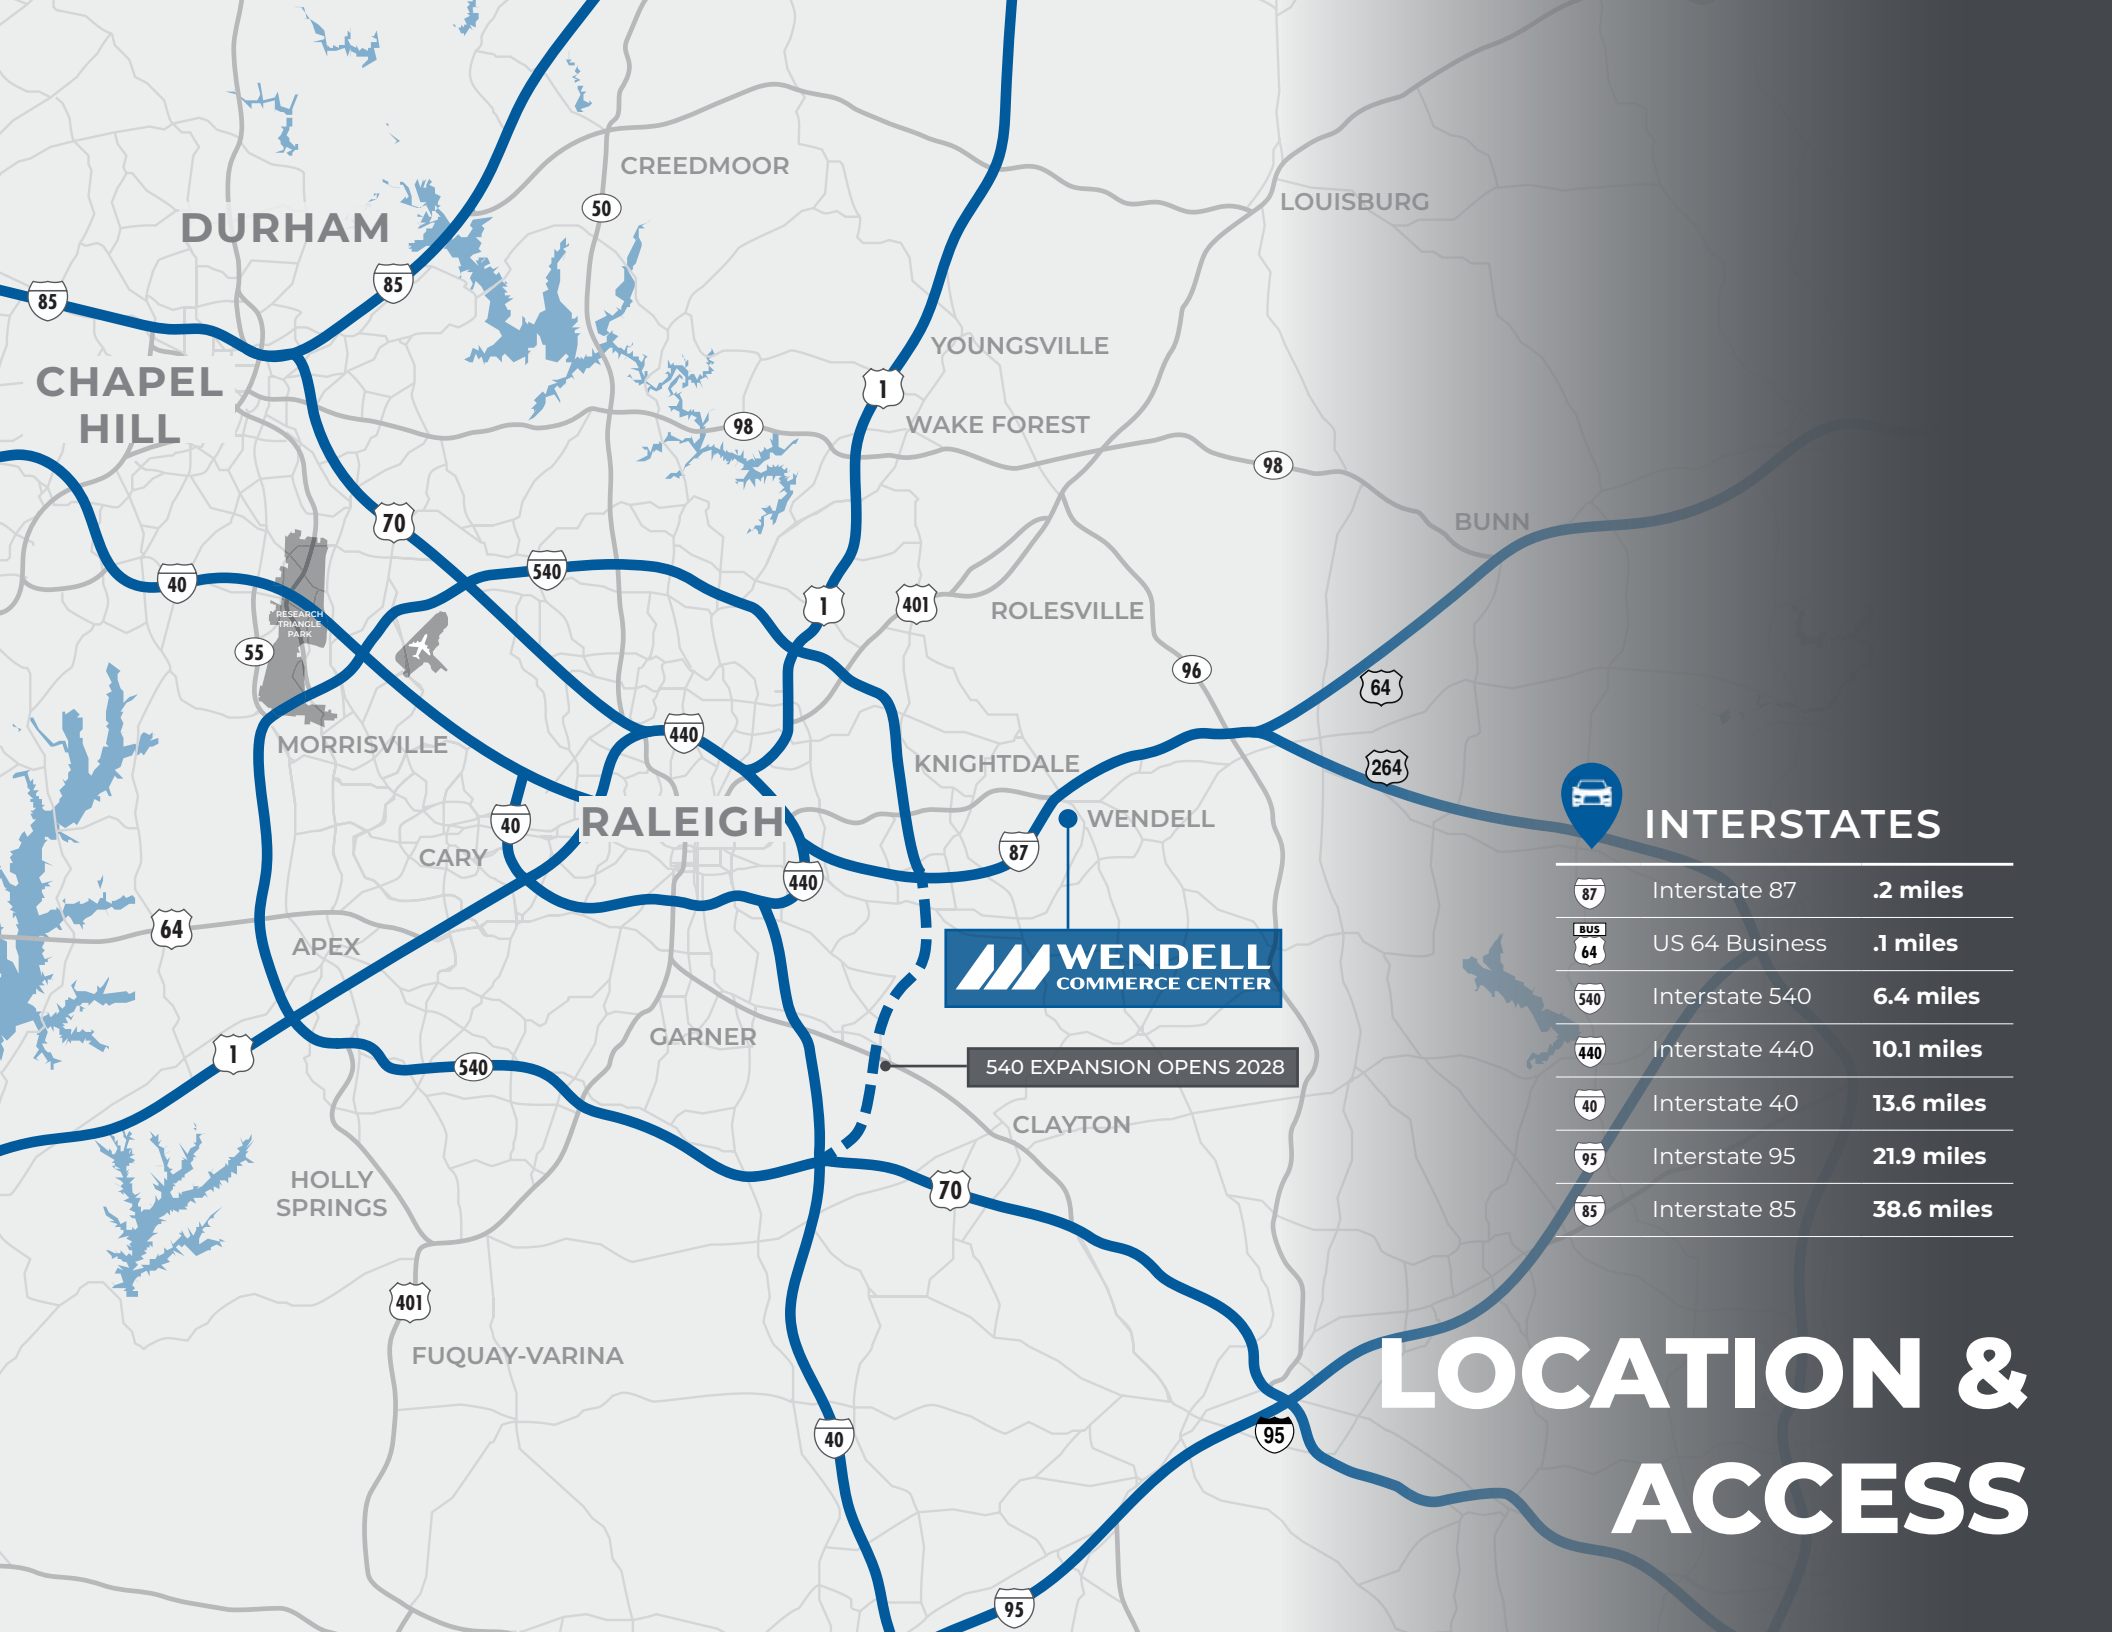 CREEDMOOR
LOUISBURG
50
DURHAM
85
85
YOUNGSVILLE
CHAPEL
HILL
1
WAKE FOREST
98
98
70
BUNN
40
540
1
401
ROLESVILLE
RESEARCH
TRIANGLE
PARK
55
96
64
MORRISVILLE
440
KNIGHTDALE
264
RALEIGH
40
WENDELL
CARY
87
440
64
APEX
WENDELL
COMMERCE CENTER
1
GARNER
540
540 EXPANSION OPENS 2028
CLAYTON
HOLLY
SPRINGS
70
401
FUQUAY-VARINA
40
95
95
INTERSTATES
87 Interstate 87 .2 miles
BUS
64 US 64 Business .1 miles
540 Interstate 540 6.4 miles
440 Interstate 440 10.1 miles
40 Interstate 40 13.6 miles
95 Interstate 95 21.9 miles
85 Interstate 85 38.6 miles
LOCATION &
ACCESS